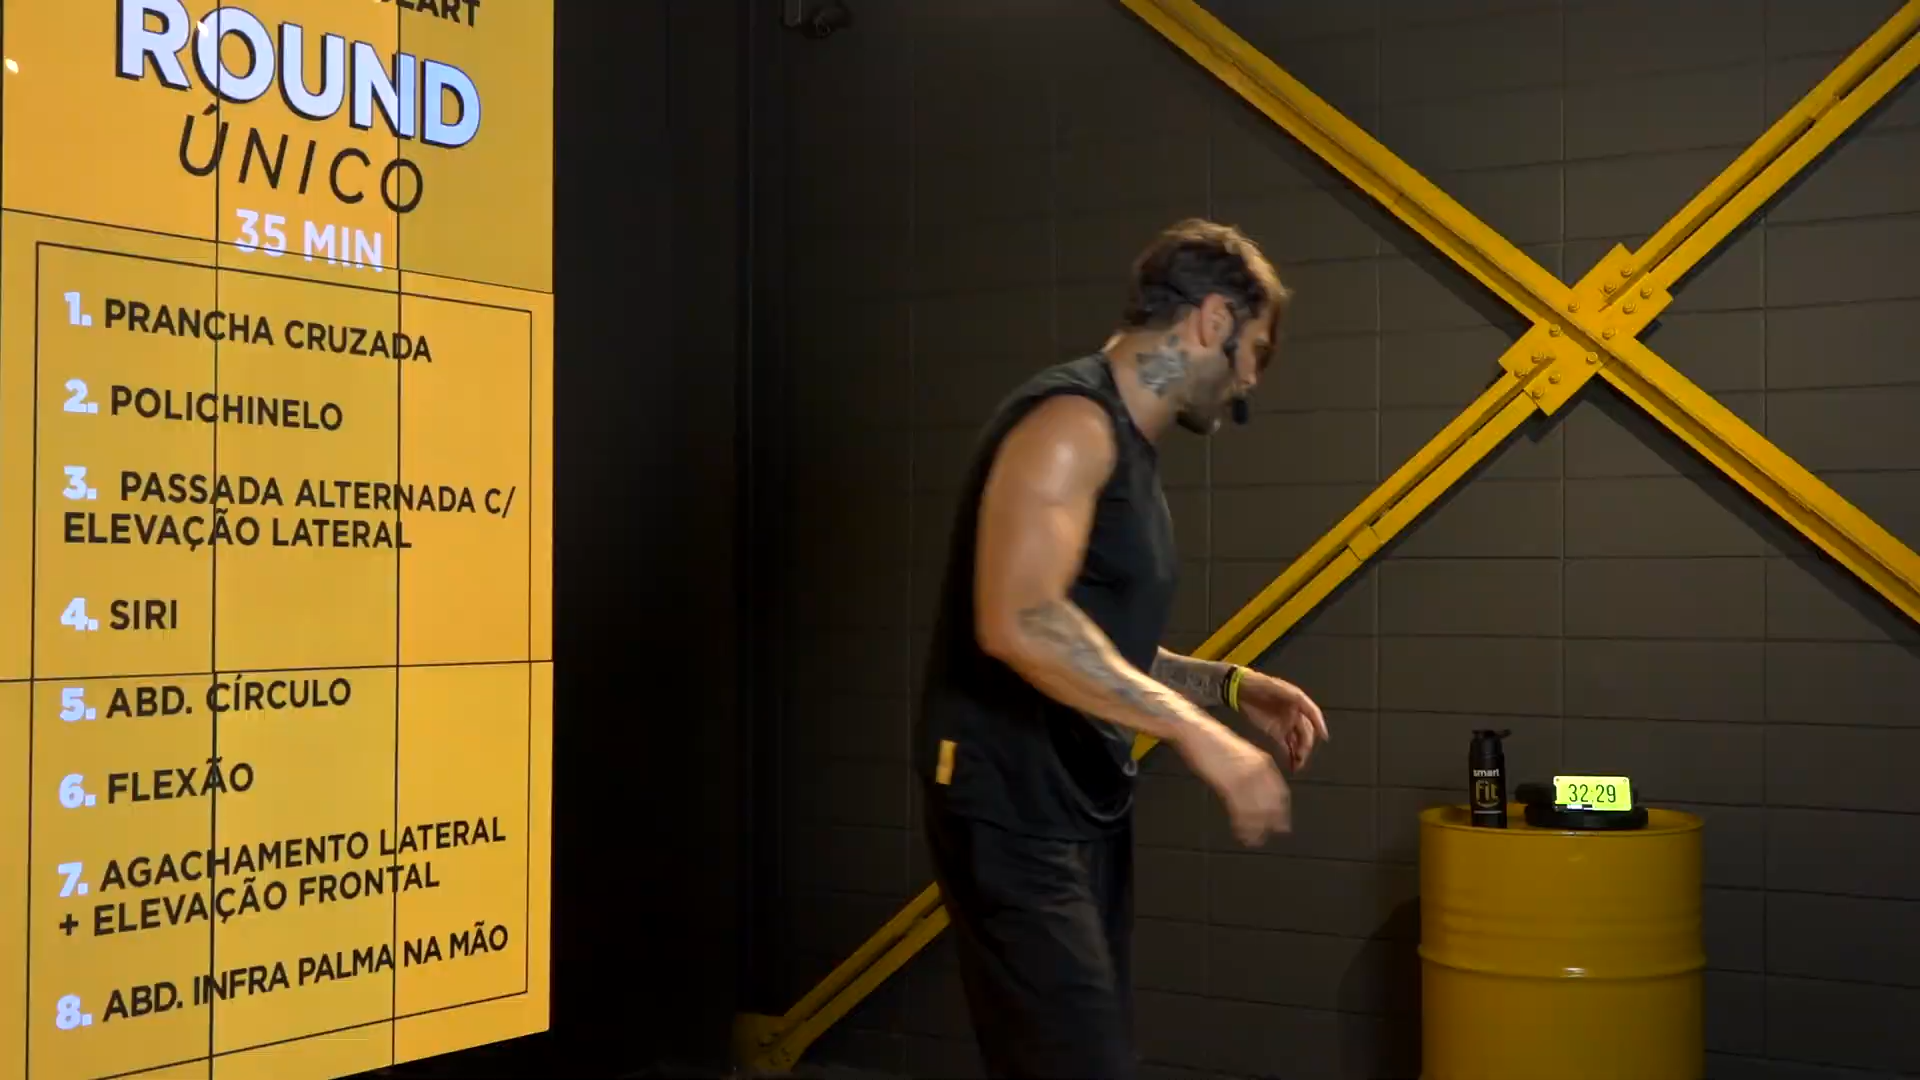 ROUND
ÚNICO
35 MIN
1. PRANCHA CRUZADA
2. POLICHINELO
3. PASSADA ALTERNADA C/
ELEVAÇÃO LATERAL
4. SIRI
5. ABD. CÍRCULO
6. FLEXÃO
7. AGACHAMENTO LATERAL
+ ELEVAÇÃO FRONTAL
8. ABD. INFRA PALMA NA MÃO
smart
fit
32:29